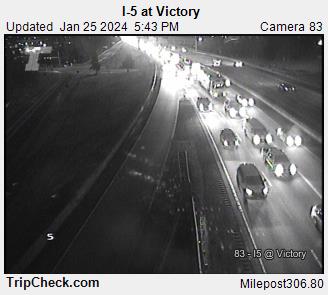 I-5 at Victory
Updated Jan 25 2024 5:43 PM Camera 83
S
83 - I5 @ Victory
TripCheck.com Milepost306.80